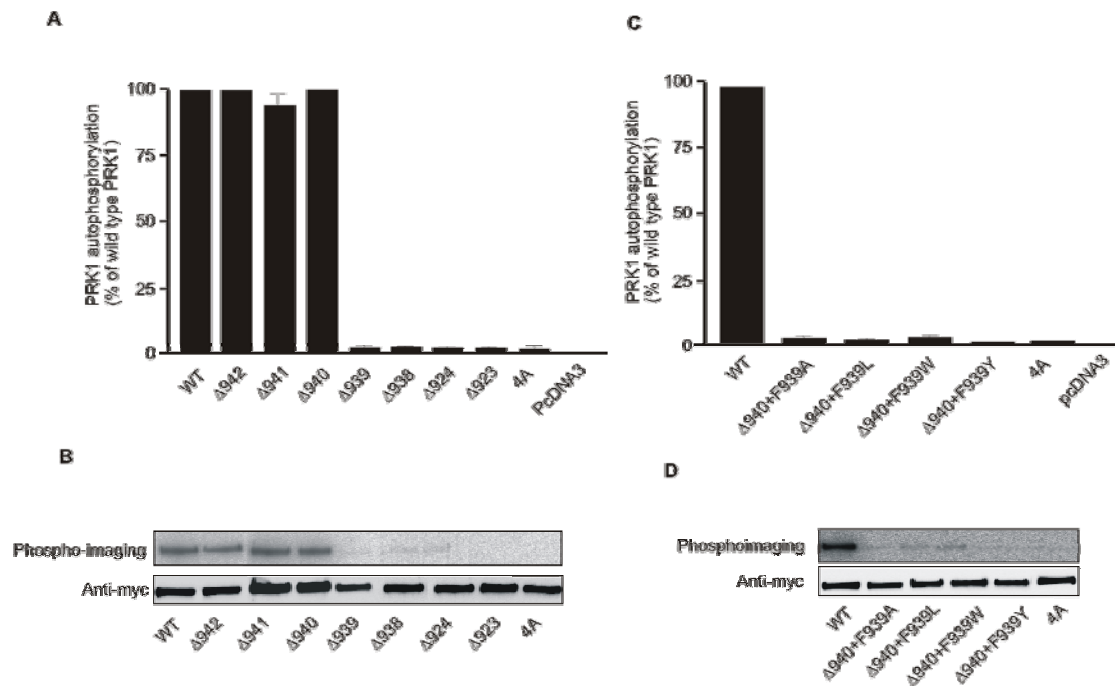 A
PRK1 autophosphorylation
(% of wild type PRK1)
100
75
50
25
0
WT
Δ942
Δ941
Δ940
Δ939
Δ938
Δ924
Δ923
4A
PcDNA3
B
Phospho-imaging
Anti-myc
WT
Δ942
Δ941
Δ940
Δ939
Δ938
Δ924
Δ923
4A
C
PRK1 autophosphorylation
(% of wild type PRK1)
100
75
50
25
0
WT
Δ940+F939A
Δ940+F939L
Δ940+F939W
Δ940+F939Y
4A
pcDNA3
D
Phosphoimaging
Anti-myc
WT
Δ940+F939A
Δ940+F939L
Δ940+F939W
Δ940+F939Y
4A